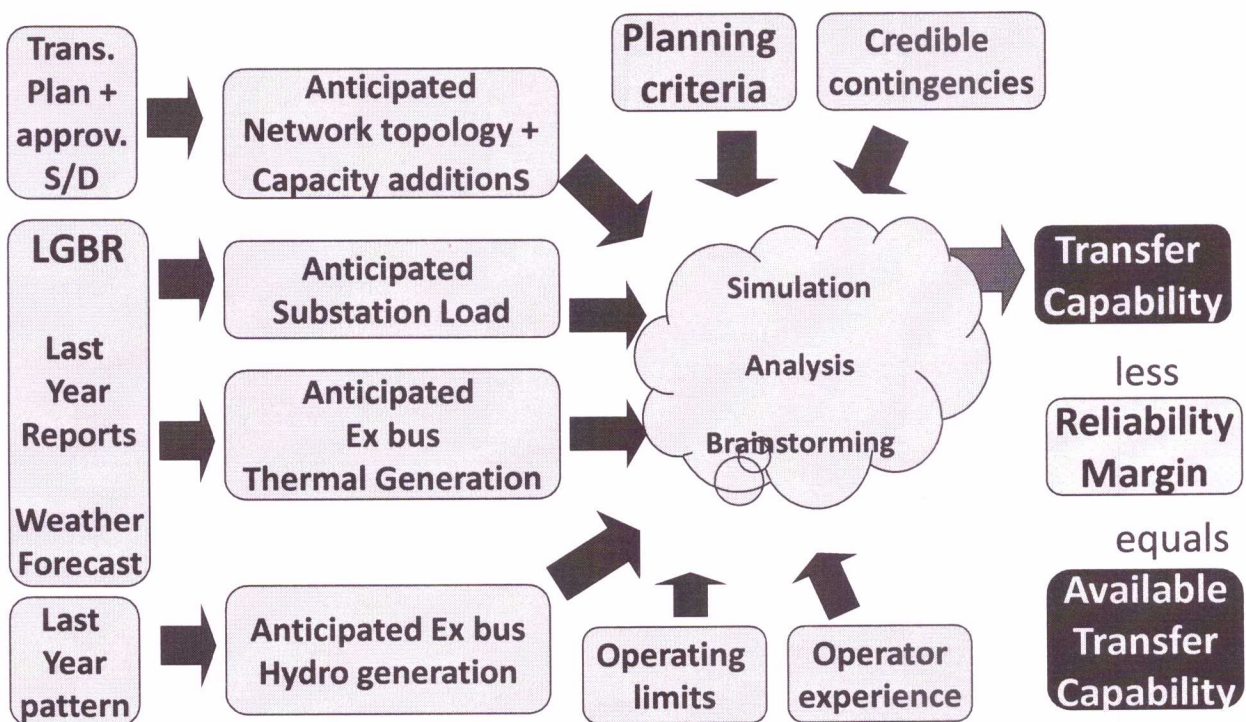 Trans.
Plan +
approv.
S/D
Anticipated
Network topology +
Capacity additions
Planning
criteria
Credible
contingencies
LGBR
Last
Year
Reports
Weather
Forecast
Anticipated
Substation Load
Anticipated
Ex bus
Thermal Generation
Last
Year
pattern
Anticipated Ex bus
Hydro generation
Simulation
Analysis
Brainstorming
Operating
limits
Operator
experience
Transfer
Capability
less
Reliability
Margin
equals
Available
Transfer
Capability